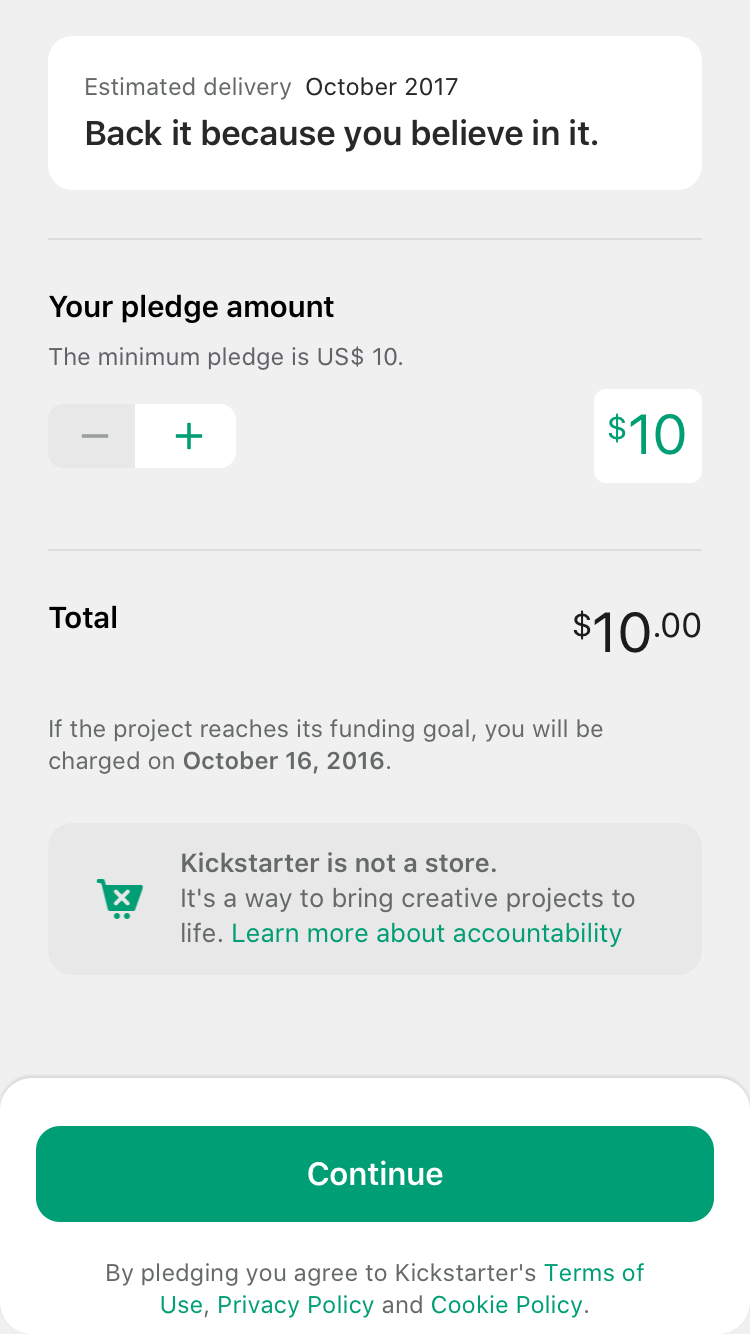 Estimated delivery October 2017
Back it because you believe in it.
Your pledge amount
The minimum pledge is US$ 10.
− +
$10
Total
$10.00
If the project reaches its funding goal, you will be
charged on October 16, 2016.
Kickstarter is not a store.
It's a way to bring creative projects to
life. Learn more about accountability
Continue
By pledging you agree to Kickstarter's Terms of
Use, Privacy Policy and Cookie Policy.